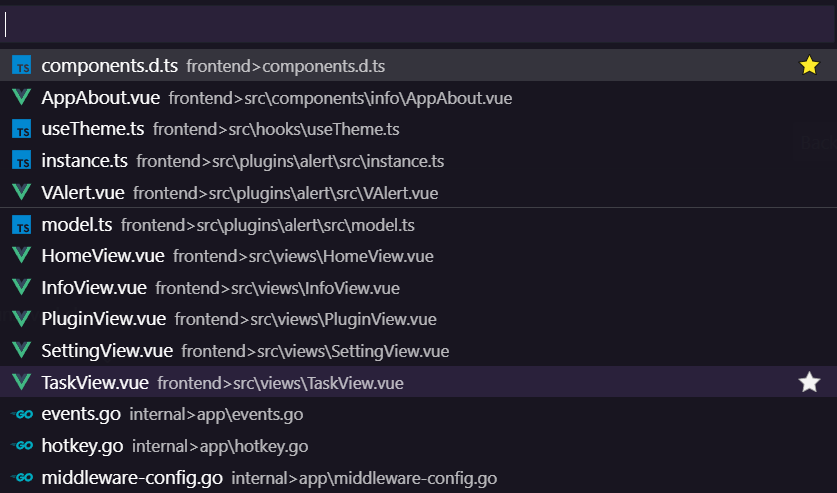 TS components.d.ts frontend>components.d.ts
AppAbout.vue frontend>src\components\info\AppAbout.vue
TS useTheme.ts frontend>src\hooks\useTheme.ts
TS instance.ts frontend>src\plugins\alert\src\instance.ts
VAlert.vue frontend>src\plugins\alert\src\VAlert.vue
TS model.ts frontend>src\plugins\alert\src\model.ts
HomeView.vue frontend>src\views\HomeView.vue
InfoView.vue frontend>src\views\InfoView.vue
PluginView.vue frontend>src\views\PluginView.vue
SettingView.vue frontend>src\views\SettingView.vue
TaskView.vue frontend>src\views\TaskView.vue
GO events.go internal>app\events.go
GO hotkey.go internal>app\hotkey.go
GO middleware-config.go internal>app\middleware-config.go